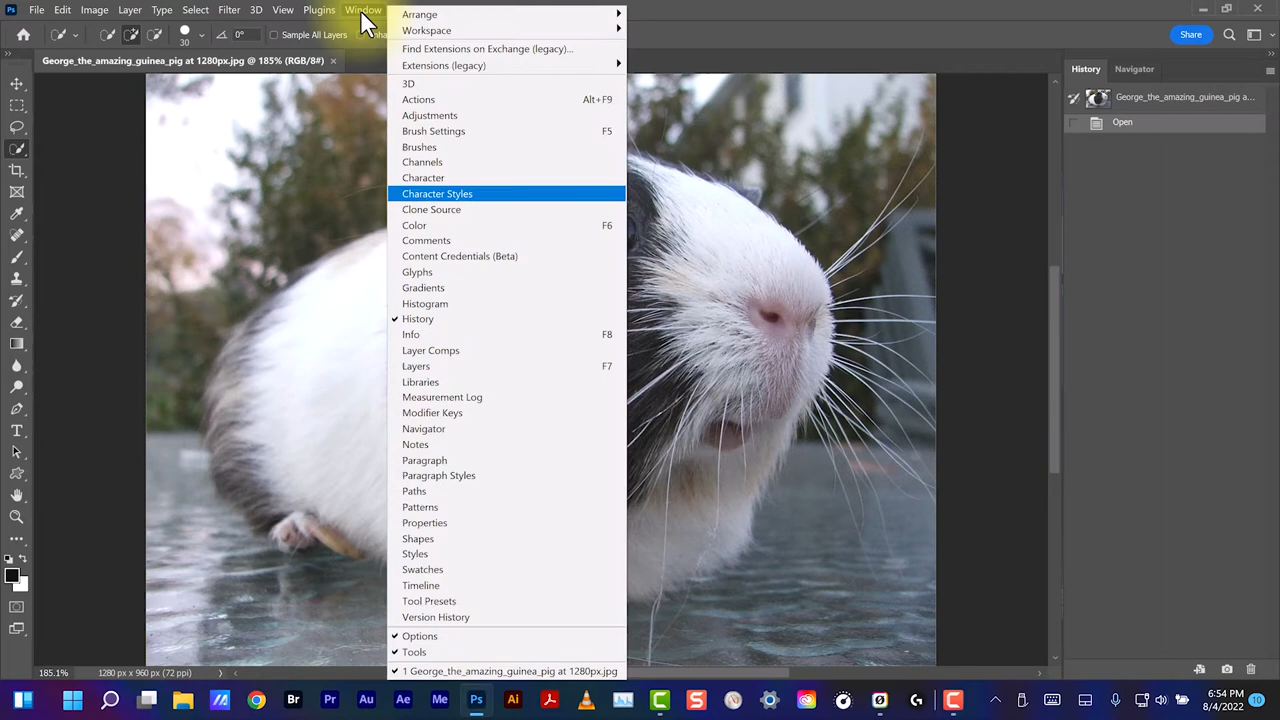 Ps File Edit Image Layer Type Select Filter 3D View Plugins Window
30 0° Sample All Layers Enha Share
George_the_amazing_guinea_pig at 1280px.jpg @ 185% (RGB/8#)
Arrange
Workspace
Find Extensions on Exchange (legacy)...
Extensions (legacy)
3D
Actions Alt+F9
Adjustments
Brush Settings F5
Brushes
Channels
Character
Character Styles
Clone Source
Color F6
Comments
Content Credentials (Beta)
Glyphs
Gradients
Histogram
History
Info F8
Layer Comps
Layers F7
Libraries
Measurement Log
Modifier Keys
Navigator
Notes
Paragraph
Paragraph Styles
Paths
Patterns
Properties
Shapes
Styles
Swatches
Timeline
Tool Presets
Version History
Options
Tools
1 George_the_amazing_guinea_pig at 1280px.jpg
History Navigator
George_the_amazing_guinea_pig a...
Open
185.1% 1280 px x 960 px (72 ppi)
Br Pr Au Ae Me Ps Ai
6:54 PM
8/4/2022 10